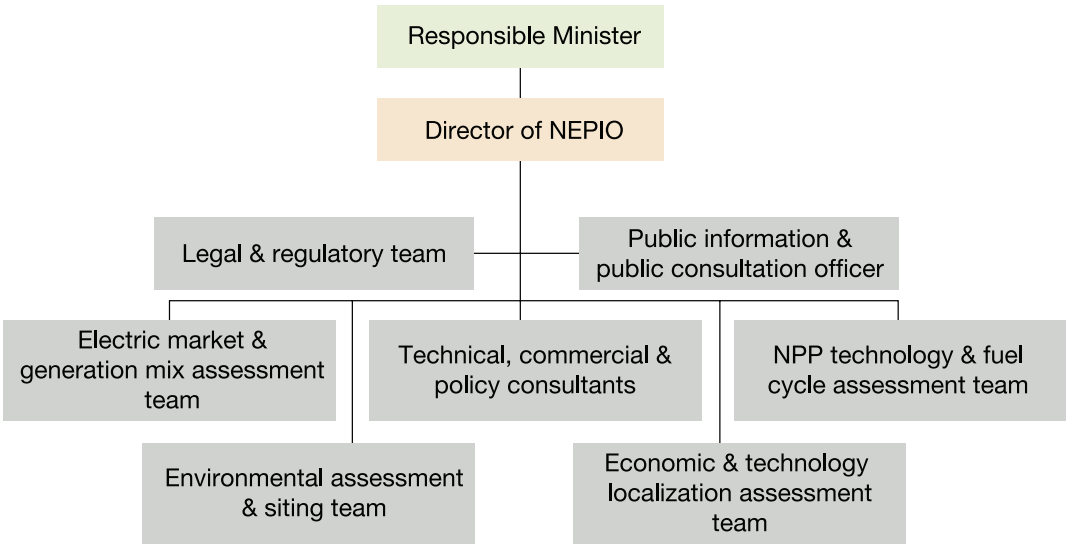 Responsible Minister
Director of NEPIO
Legal & regulatory team
Public information &
public consultation officer
Electric market &
generation mix assessment
team
Technical, commercial &
policy consultants
NPP technology & fuel
cycle assessment team
Environmental assessment
& siting team
Economic & technology
localization assessment
team